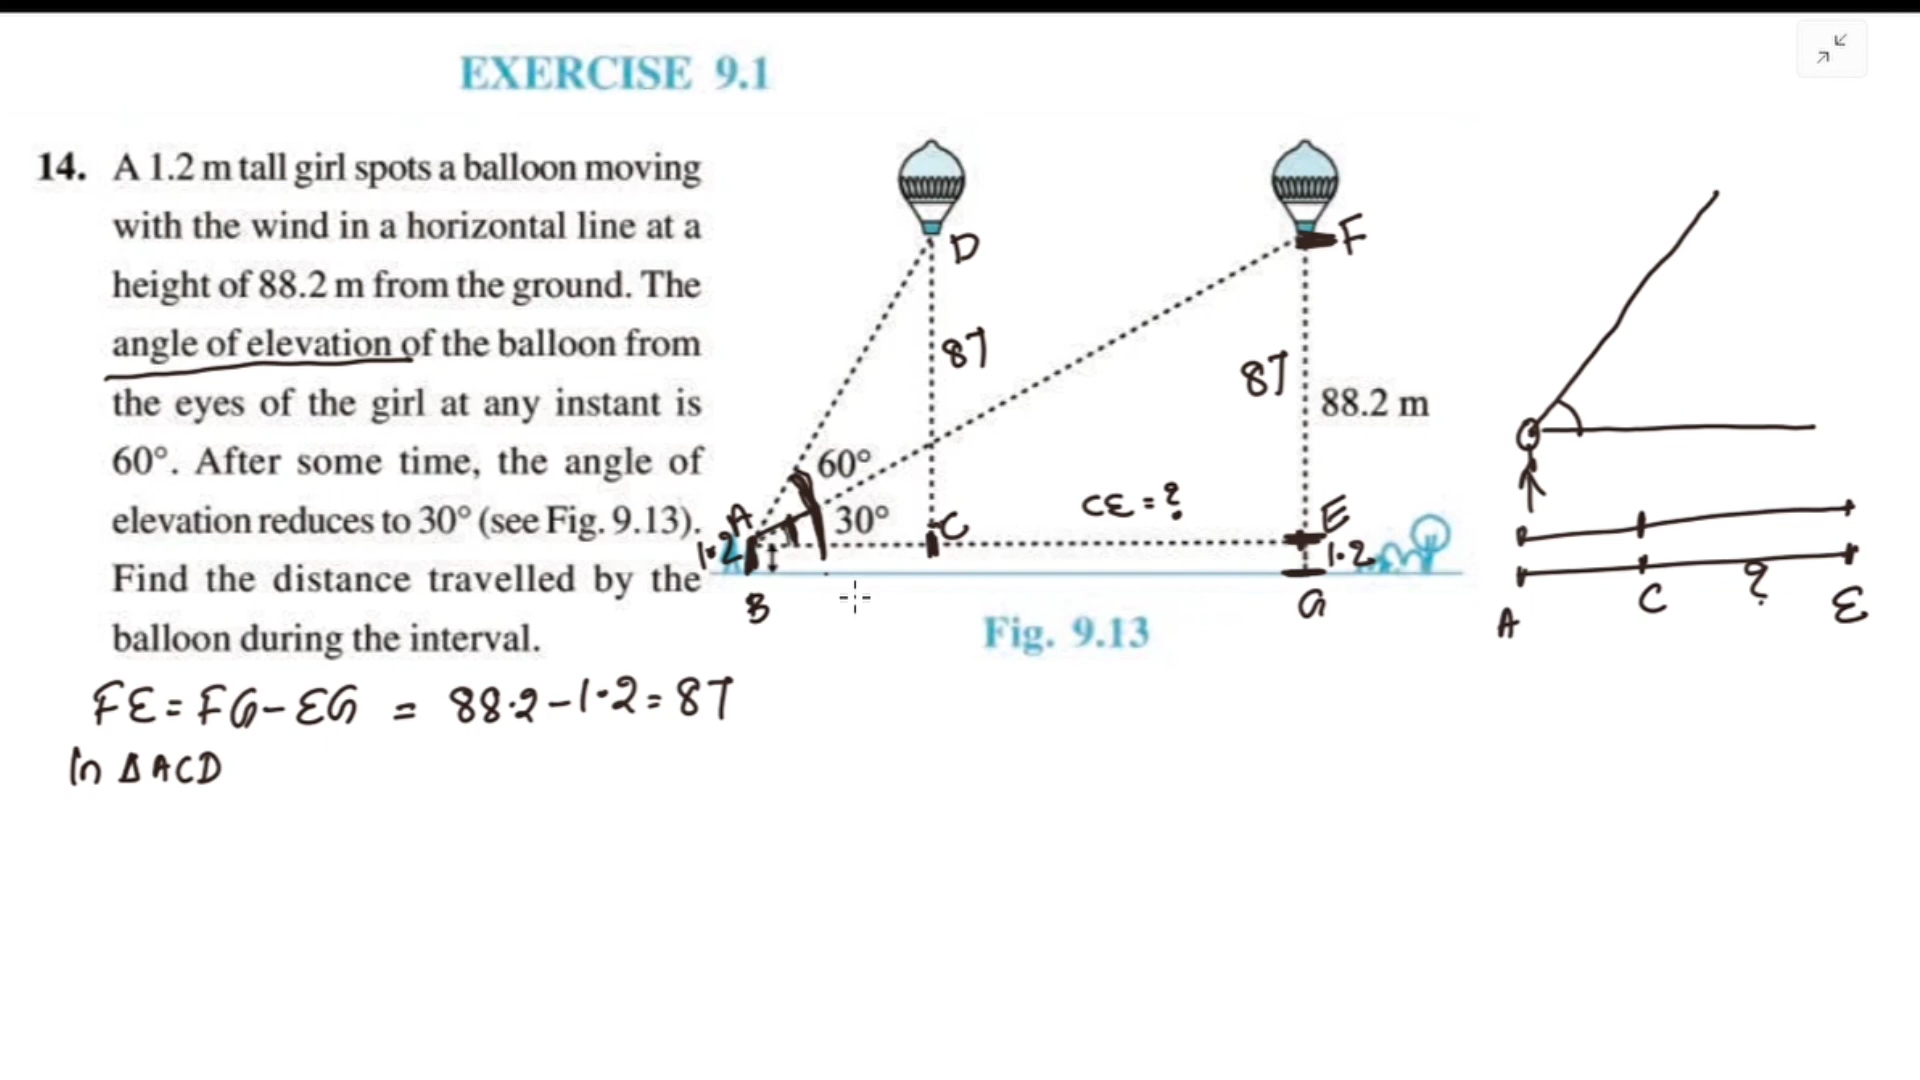 EXERCISE 9.1
14. A 1.2 m tall girl spots a balloon moving
with the wind in a horizontal line at a
height of 88.2 m from the ground. The
angle of elevation of the balloon from
the eyes of the girl at any instant is
60°. After some time, the angle of
elevation reduces to 30° (see Fig. 9.13).
Find the distance travelled by the
balloon during the interval.
D
F
87
87
88.2 m
60°
30°
A
1.2
C
CE = ?
E
1.2
B
G
Fig. 9.13
A
C
?
E
FE = FG - EG = 88.2 - 1.2 = 87
In Δ ACD